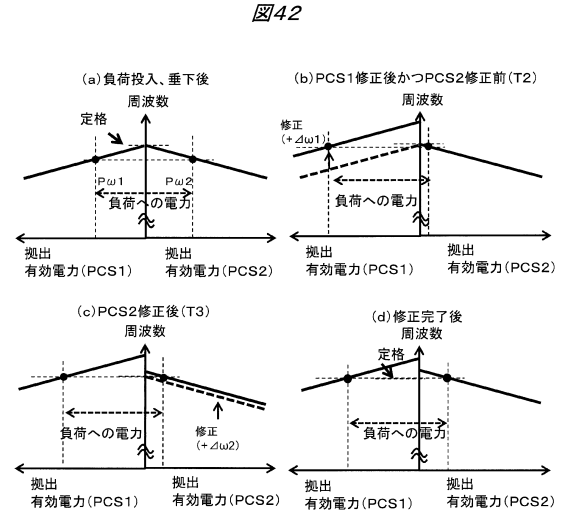 図42
(a)負荷投入、垂下後
周波数
定格
Pω1
Pω2
負荷への電力
拠出
有効電力(PCS1)
拠出
有効電力(PCS2)
(b)PCS1修正後かつPCS2修正前(T2)
周波数
修正
(+⊿ω1)
負荷への電力
拠出
有効電力(PCS1)
拠出
有効電力(PCS2)
(c)PCS2修正後(T3)
周波数
負荷への電力
修正
(+⊿ω2)
拠出
有効電力(PCS1)
拠出
有効電力(PCS2)
(d)修正完了後
周波数
定格
負荷への電力
拠出
有効電力(PCS1)
拠出
有効電力(PCS2)